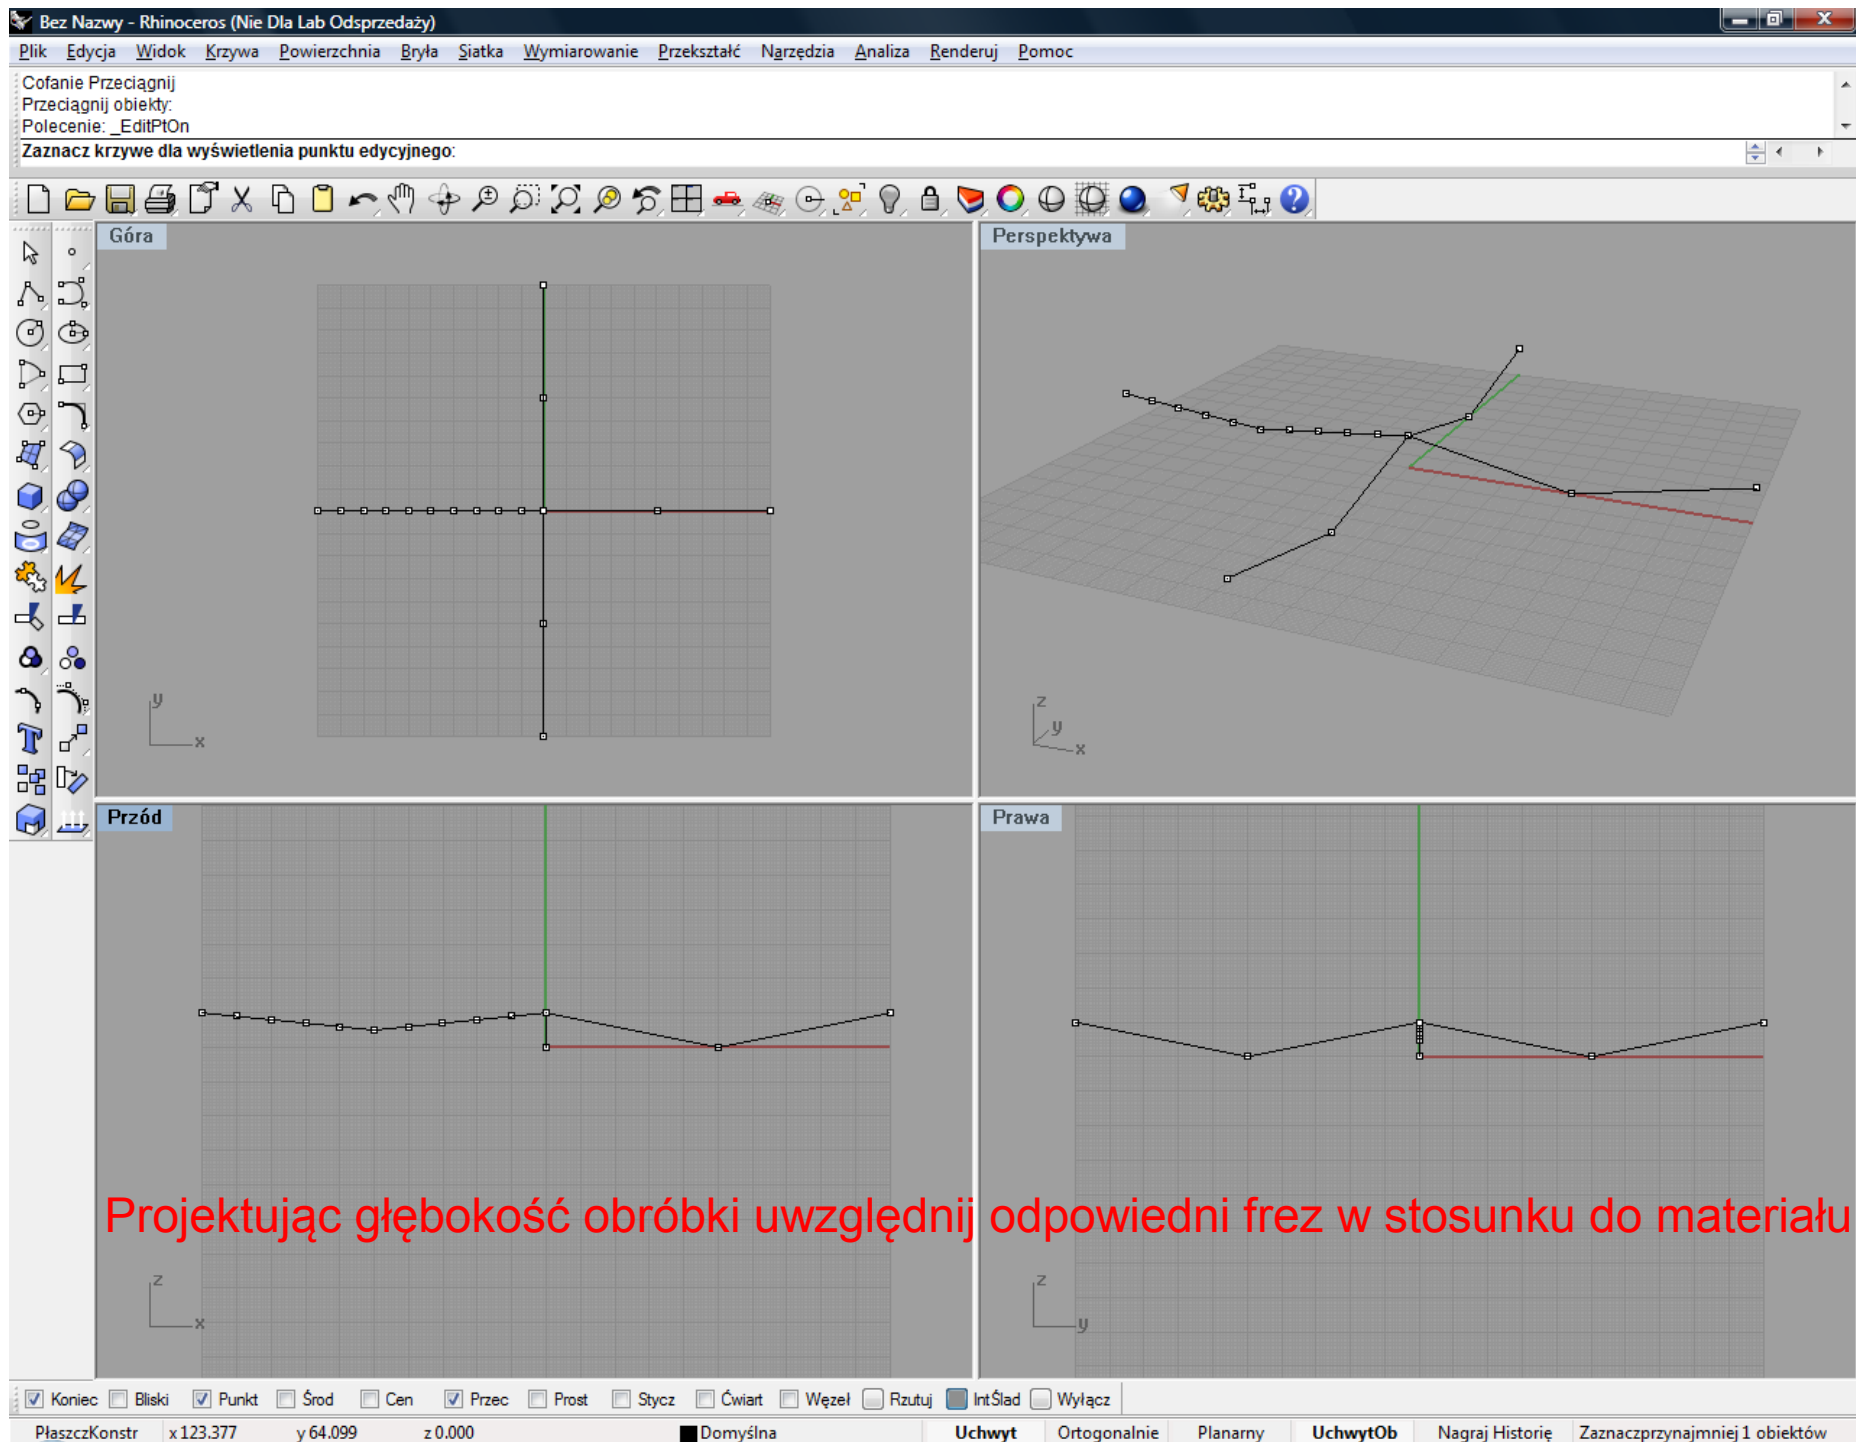 Bez Nazwy - Rhinoceros (Nie Dla Lab Odsprzedaży)
Plik Edycja Widok Krzywa Powierzchnia Bryła Siatka Wymiarowanie Przekształć Narzędzia Analiza Renderuj Pomoc
Cofanie Przeciągnij
Przeciągnij obiekty:
Polecenie: _EditPtOn
Zaznacz krzywe dla wyświetlenia punktu edycyjnego:
Góra
Perspektywa
y
x
z
y
x
Przód
Prawa
Projektując głębokość obróbki uwzględnij odpowiedni frez w stosunku do materiału
z
x
z
y
Koniec Bliski Punkt Środ Cen Przec Prost Stycz Ćwiart Węzeł Rzutuj IntŚlad Wyłącz
PłaszczKonstr x 123.377 y 64.099 z 0.000 Domyślna Uchwyt Ortogonalnie Planarny UchwytOb Nagraj Historię Zaznaczprzynajmniej 1 obiektów